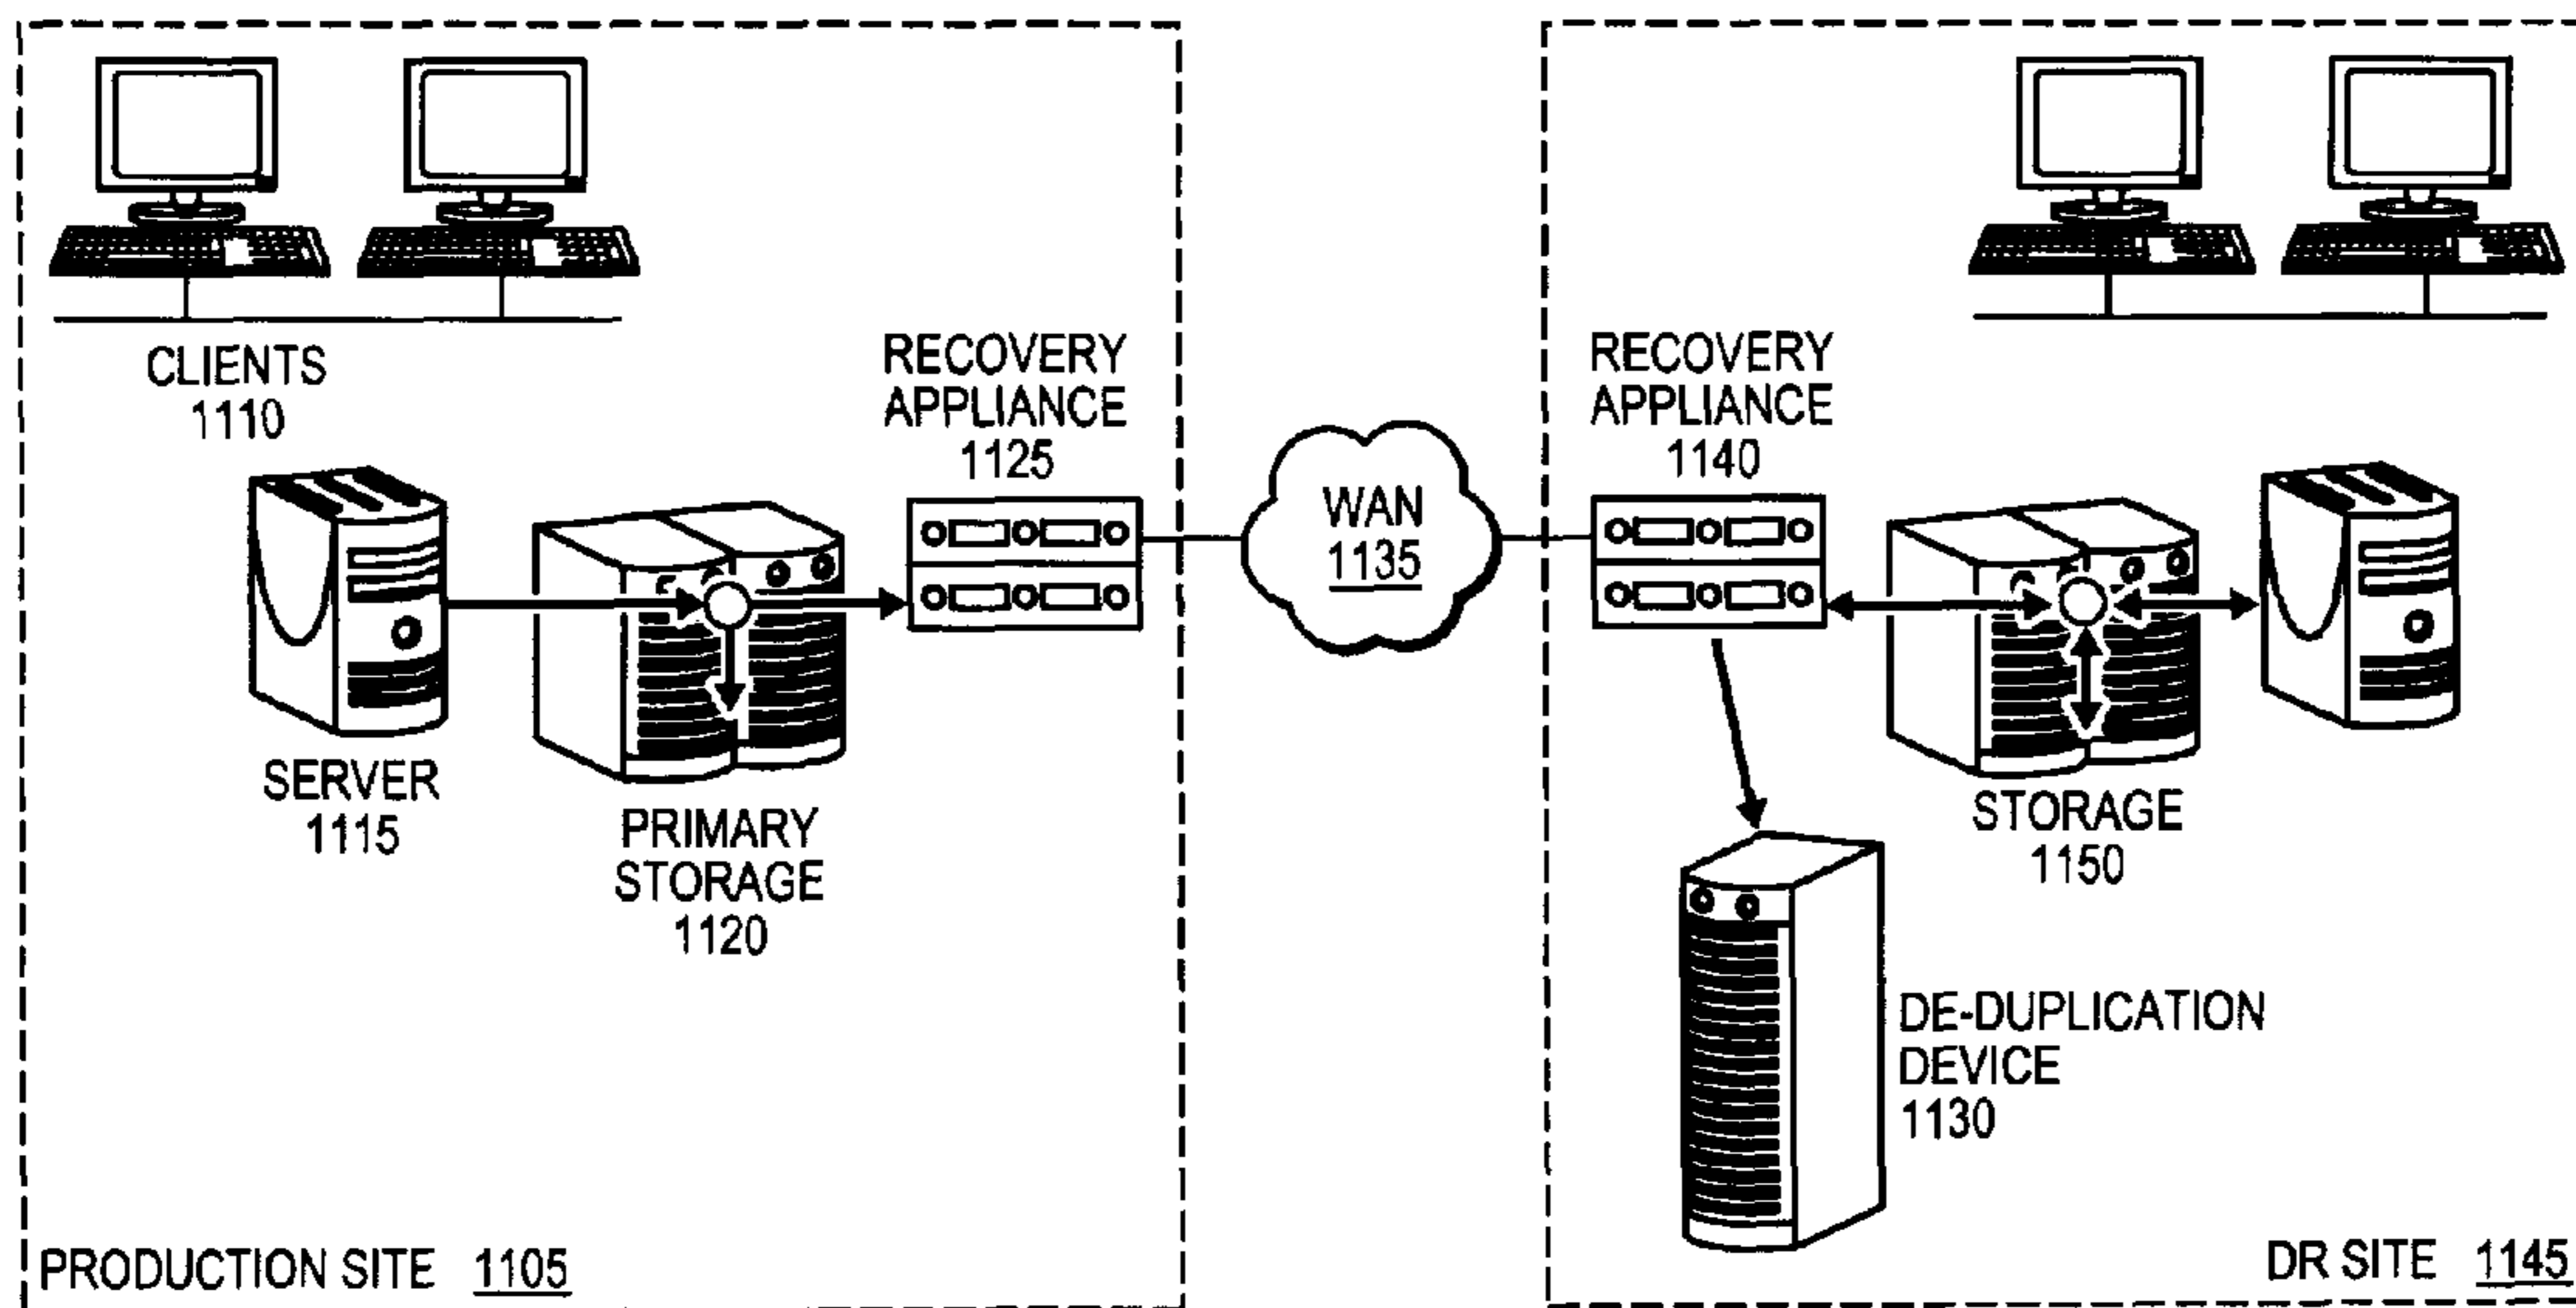 CLIENTS
1110
SERVER
1115
PRIMARY
STORAGE
1120
RECOVERY
APPLIANCE
1125
WAN
1135
RECOVERY
APPLIANCE
1140
STORAGE
1150
DE-DUPLICATION
DEVICE
1130
PRODUCTION SITE 1105
DR SITE 1145